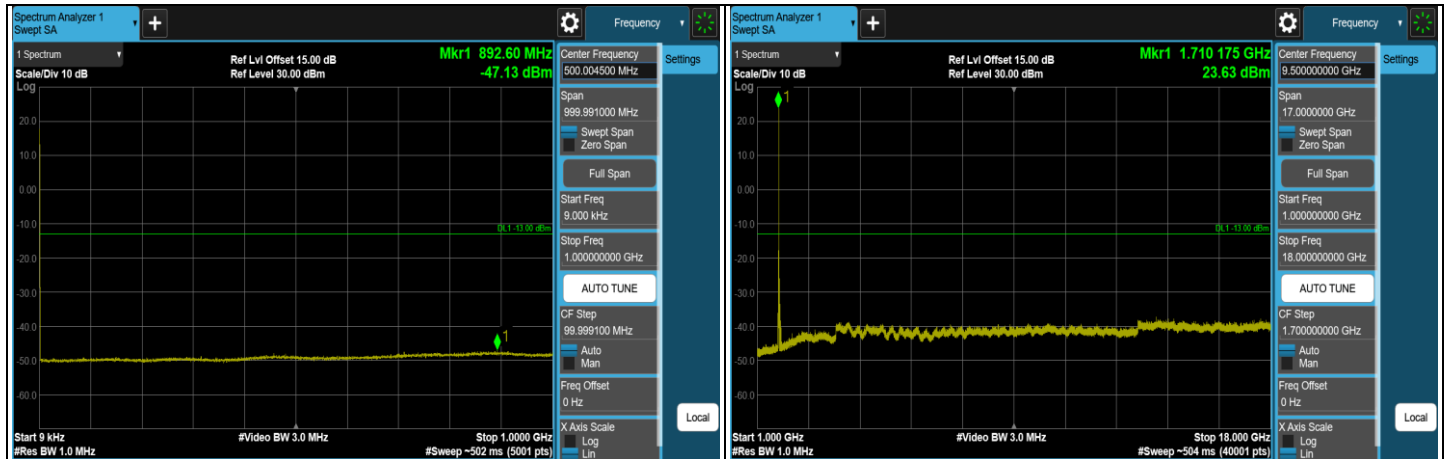 Spectrum Analyzer 1
Swept SA
+
Frequency
1 Spectrum
Scale/Div 10 dB
Log
Ref Lvl Offset 15.00 dB
Ref Level 30.00 dBm
Mkr1 892.60 MHz
-47.13 dBm
20.0
10.0
0.00
-10.0
-20.0
-30.0
-40.0
-50.0
-60.0
DL1 -13.00 dBm
1
Start 9 kHz
#Res BW 1.0 MHz
#Video BW 3.0 MHz
Stop 1.0000 GHz
#Sweep ~502 ms (5001 pts)
Center Frequency
500.004500 MHz
Span
999.991000 MHz
Swept Span
Zero Span
Full Span
Start Freq
9.000 kHz
Stop Freq
1.000000000 GHz
AUTO TUNE
CF Step
99.999100 MHz
Auto
Man
Freq Offset
0 Hz
X Axis Scale
Log
Lin
Settings
Local
Spectrum Analyzer 1
Swept SA
+
Frequency
1 Spectrum
Scale/Div 10 dB
Log
Ref Lvl Offset 15.00 dB
Ref Level 30.00 dBm
Mkr1 1.710 175 GHz
23.63 dBm
1
20.0
10.0
0.00
-10.0
-20.0
-30.0
-40.0
-50.0
-60.0
DL1 -13.00 dBm
Start 1.000 GHz
#Res BW 1.0 MHz
#Video BW 3.0 MHz
Stop 18.000 GHz
#Sweep ~504 ms (40001 pts)
Center Frequency
9.500000000 GHz
Span
17.0000000 GHz
Swept Span
Zero Span
Full Span
Start Freq
1.000000000 GHz
Stop Freq
18.000000000 GHz
AUTO TUNE
CF Step
1.700000000 GHz
Auto
Man
Freq Offset
0 Hz
X Axis Scale
Log
Lin
Settings
Local